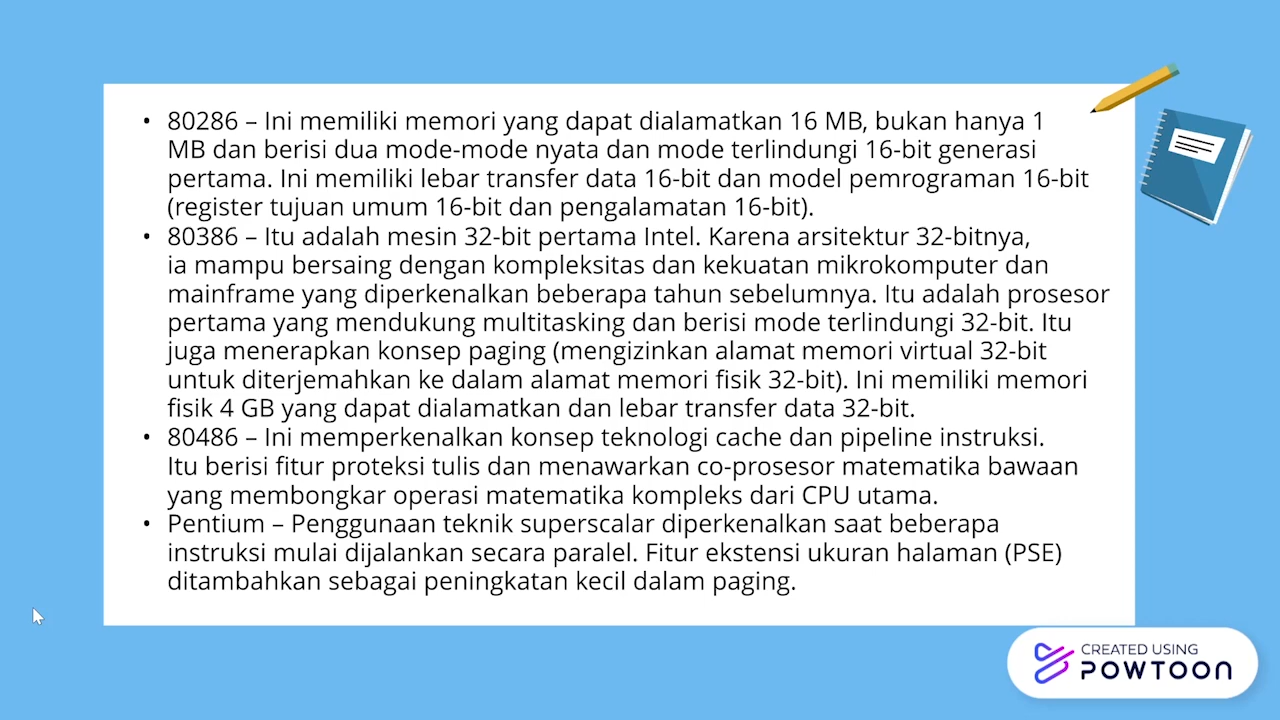 • 80286 – Ini memiliki memori yang dapat dialamatkan 16 MB, bukan hanya 1
MB dan berisi dua mode-mode nyata dan mode terlindungi 16-bit generasi
pertama. Ini memiliki lebar transfer data 16-bit dan model pemrograman 16-bit
(register tujuan umum 16-bit dan pengalamatan 16-bit).
• 80386 – Itu adalah mesin 32-bit pertama Intel. Karena arsitektur 32-bitnya,
ia mampu bersaing dengan kompleksitas dan kekuatan mikrokomputer dan
mainframe yang diperkenalkan beberapa tahun sebelumnya. Itu adalah prosesor
pertama yang mendukung multitasking dan berisi mode terlindungi 32-bit. Itu
juga menerapkan konsep paging (mengizinkan alamat memori virtual 32-bit
untuk diterjemahkan ke dalam alamat memori fisik 32-bit). Ini memiliki memori
fisik 4 GB yang dapat dialamatkan dan lebar transfer data 32-bit.
• 80486 – Ini memperkenalkan konsep teknologi cache dan pipeline instruksi.
Itu berisi fitur proteksi tulis dan menawarkan co-prosesor matematika bawaan
yang membongkar operasi matematika kompleks dari CPU utama.
• Pentium – Penggunaan teknik superscalar diperkenalkan saat beberapa
instruksi mulai dijalankan secara paralel. Fitur ekstensi ukuran halaman (PSE)
ditambahkan sebagai peningkatan kecil dalam paging.
CREATED USING
POWTOON